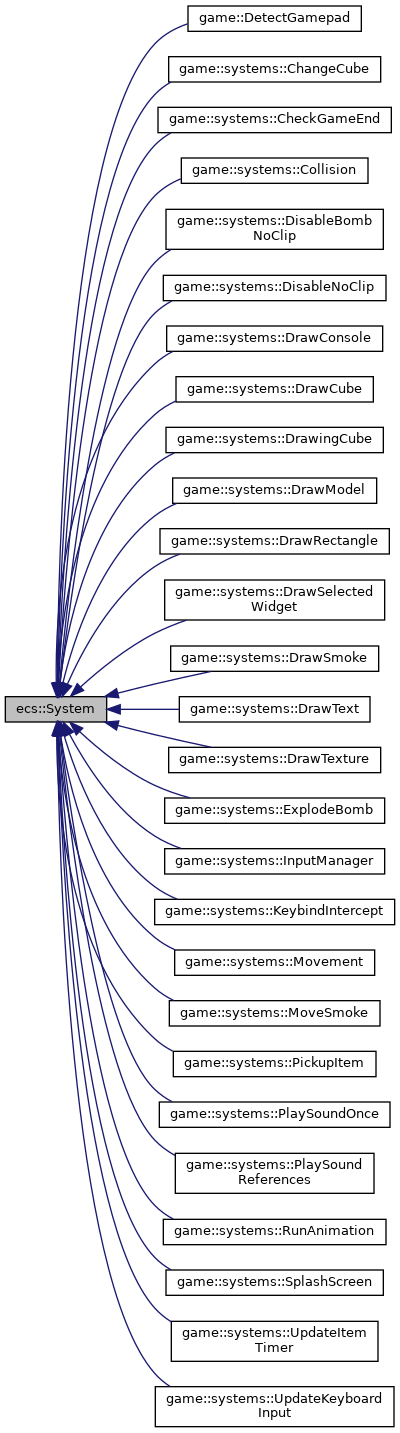 game::DetectGamepad
game::systems::ChangeCube
game::systems::CheckGameEnd
game::systems::Collision
game::systems::DisableBomb
NoClip
game::systems::DisableNoClip
game::systems::DrawConsole
game::systems::DrawCube
game::systems::DrawingCube
game::systems::DrawModel
game::systems::DrawRectangle
game::systems::DrawSelected
Widget
game::systems::DrawSmoke
ecs::System
game::systems::DrawText
game::systems::DrawTexture
game::systems::ExplodeBomb
game::systems::InputManager
game::systems::KeybindIntercept
game::systems::Movement
game::systems::MoveSmoke
game::systems::PickupItem
game::systems::PlaySoundOnce
game::systems::PlaySound
References
game::systems::RunAnimation
game::systems::SplashScreen
game::systems::UpdateItem
Timer
game::systems::UpdateKeyboard
Input